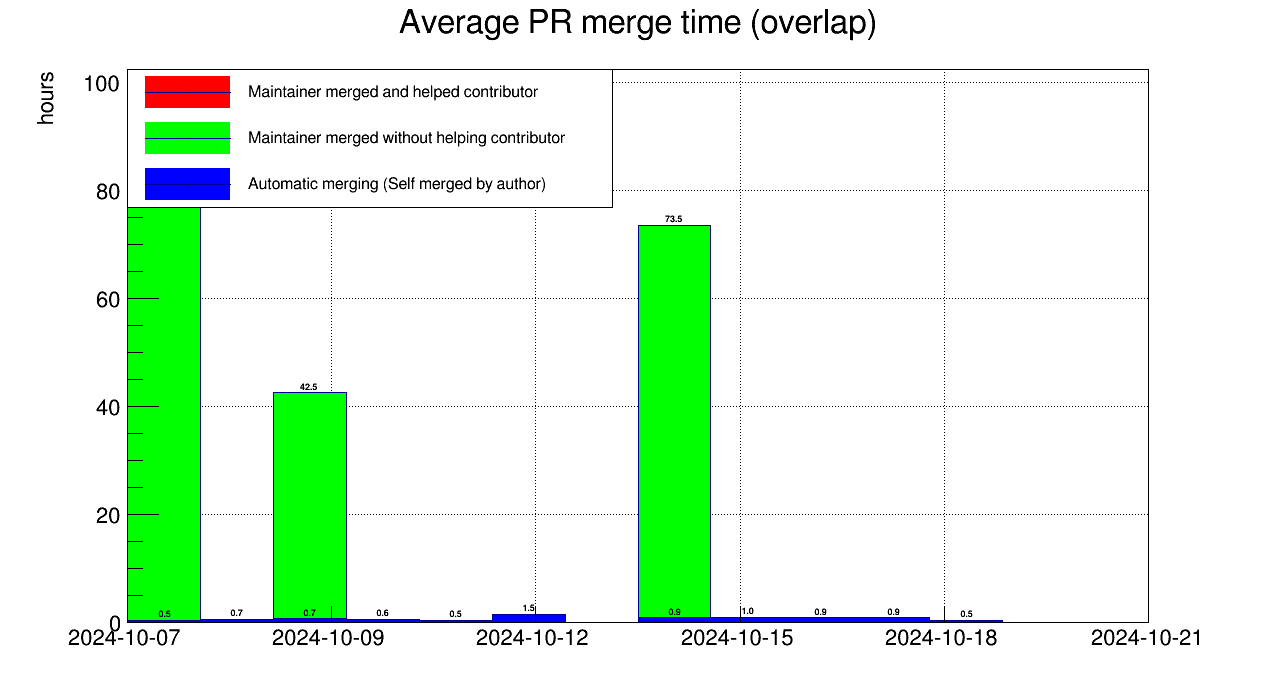 Average PR merge time (overlap)
hours
100
80
60
40
20
0
Maintainer merged and helped contributor
Maintainer merged without helping contributor
Automatic merging (Self merged by author)
73.5
42.5
0.5 0.7 0.7 0.6 0.5 1.5 0.9 1.0 0.9 0.9 0.5
2024-10-07 2024-10-09 2024-10-12 2024-10-15 2024-10-18 2024-10-21